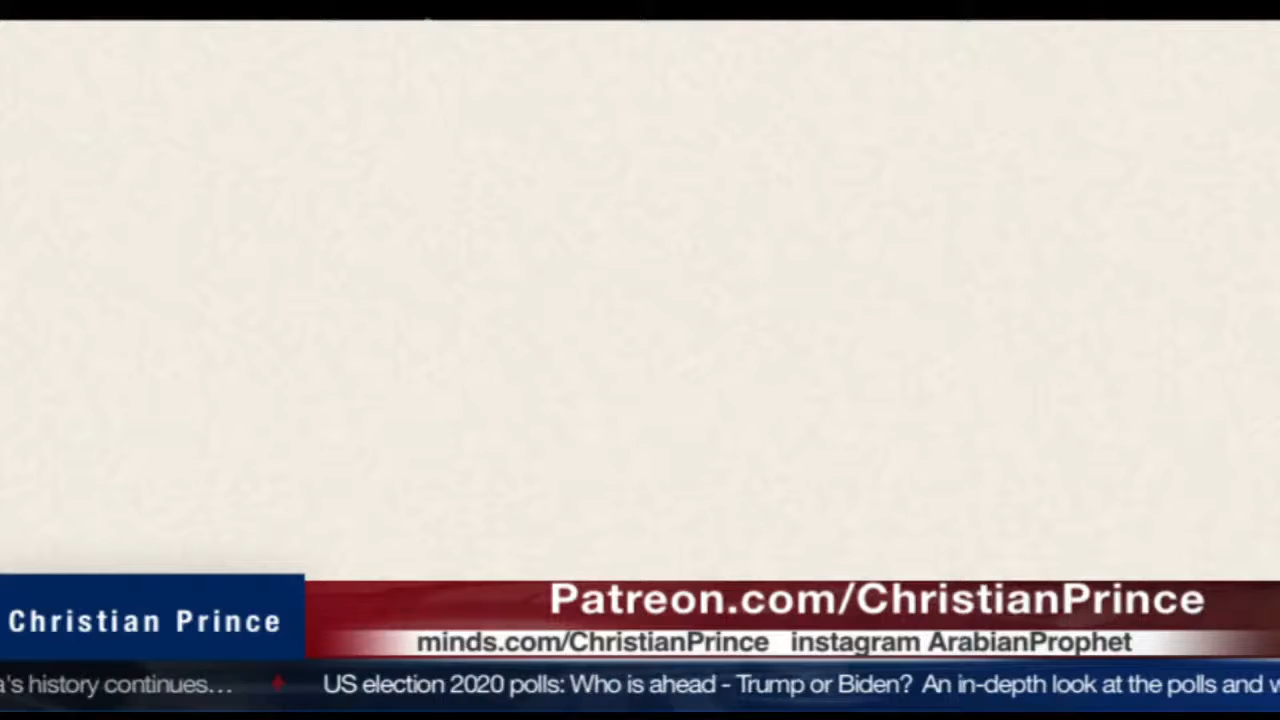 Patreon.com/ChristianPrince
Christian Prince
minds.com/ChristianPrince instagram ArabianProphet
history continues... US election 2020 polls: Who is ahead - Trump or Biden? An in-depth look at the polls and